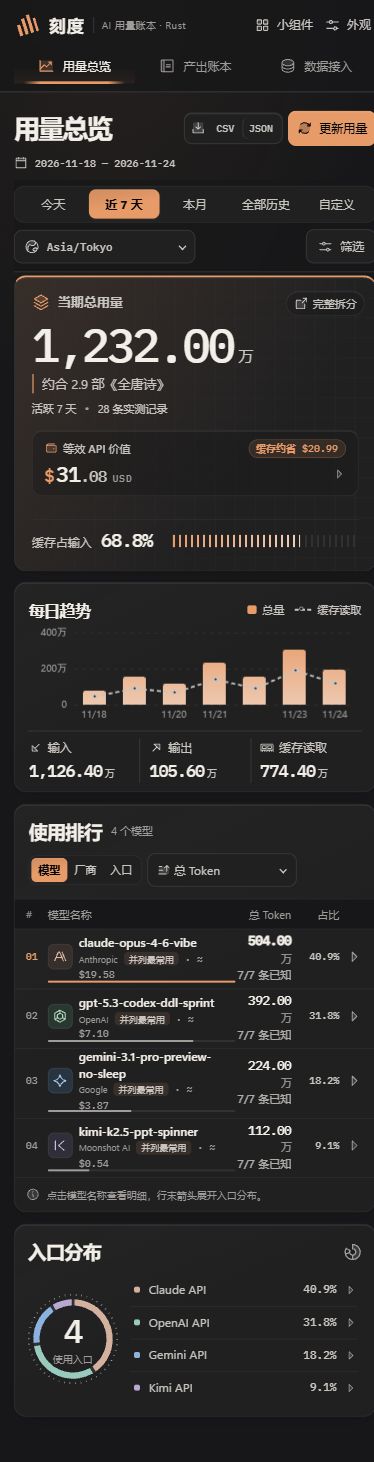 刻度 AI 用量账本 · Rust 小组件 外观
用量总览 产出账本 数据接入
用量总览 CSV JSON 更新用量
2026-11-18 — 2026-11-24
今天 近 7 天 本月 全部历史 自定义
Asia/Tokyo 筛选
当期总用量 完整拆分
1,232.00 万
约合 2.9 部《全唐诗》
活跃 7 天 • 28 条实测记录
等效 API 价值 缓存约省 $20.99
$31.08 USD
缓存占输入 68.8%
每日趋势 总量 缓存读取
400万
200万
0
11/18 11/20 11/21 11/23 11/24
输入 输出 缓存读取
1,126.40万 105.60万 774.40万
使用排行 4 个模型
模型 厂商 入口 总 Token
# 模型名称 总 Token 占比
01 claude-opus-4-6-vibe 504.00 万 40.9%
Anthropic 并列最常用 · ≈ $19.58 7/7 条已知
02 gpt-5.3-codex-ddl-sprint 392.00 万 31.8%
OpenAI 并列最常用 · ≈ $7.10 7/7 条已知
03 gemini-3.1-pro-preview-no-sleep 224.00 万 18.2%
Google 并列最常用 · ≈ $3.87 7/7 条已知
04 kimi-k2.5-ppt-spinner 112.00 万 9.1%
Moonshot AI 并列最常用 · ≈ $0.54 7/7 条已知
点击模型名称查看明细，行末箭头展开入口分布。
入口分布
4
使用入口
Claude API 40.9%
OpenAI API 31.8%
Gemini API 18.2%
Kimi API 9.1%